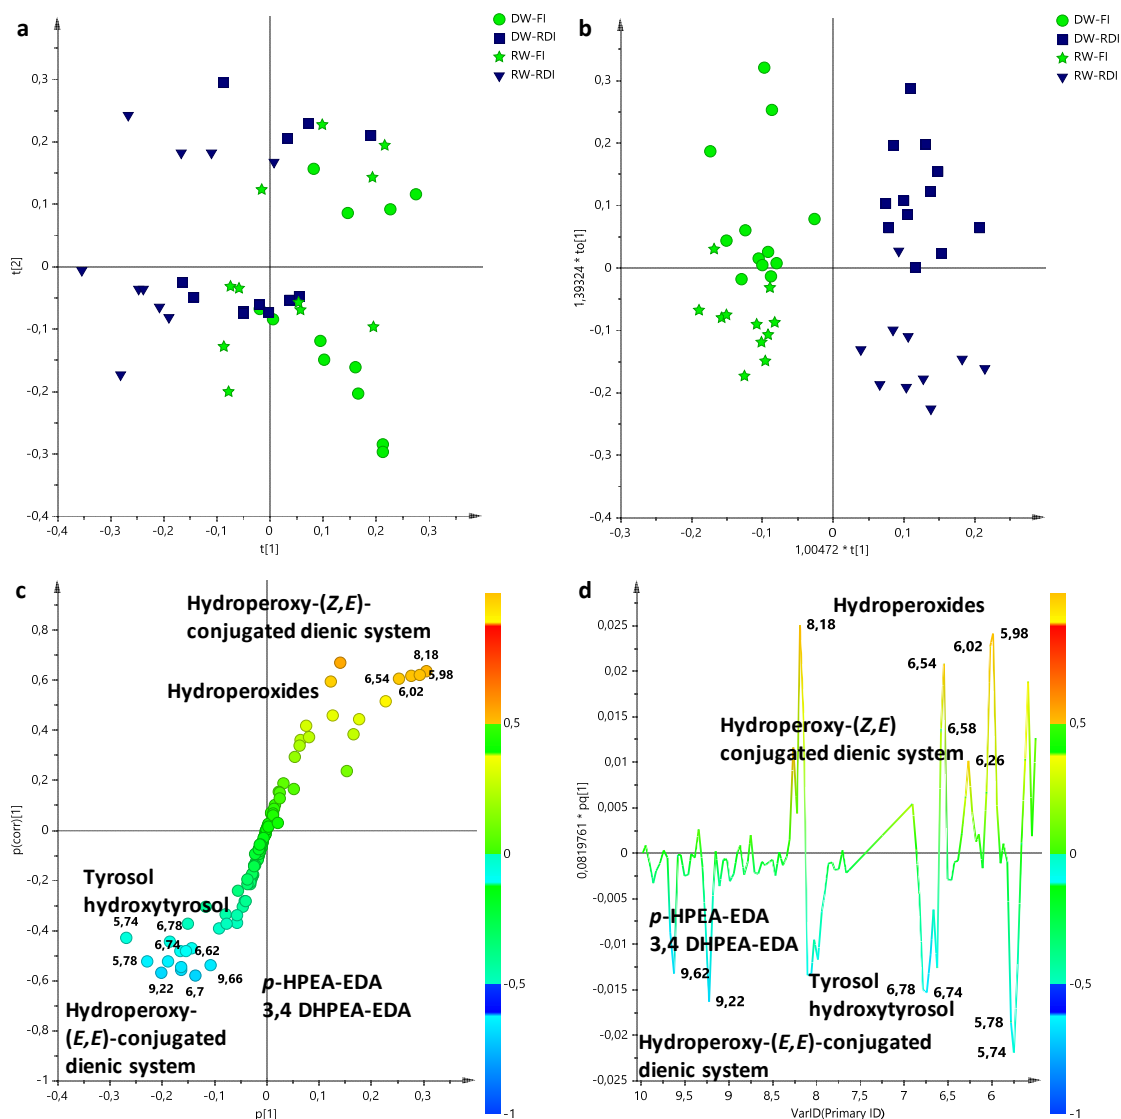 a
DW-FI
DW-RDI
RW-FI
RW-RDI
0,3
0,2
0,1
0
-0,1
-0,2
-0,3
-0,4
-0,4
-0,3
-0,2
-0,1
0
0,1
0,2
0,3
t[2]
t[1]
b
DW-FI
DW-RDI
RW-FI
RW-RDI
0,3
0,2
0,1
0
-0,1
-0,2
-0,3
-0,4
-0,3
-0,2
-0,1
0
0,1
0,2
1,39324 * to[1]
1,00472 * t[1]
c
Hydroperoxy-(Z,E)-
conjugated dienic system
8,18
6,54
5,98
6,02
Hydroperoxides
0,8
0,6
0,4
0,2
0
-0,2
-0,4
-0,6
-0,8
-1
Tyrosol
hydroxytyrosol
5,74
6,78
6,74
6,62
5,78
9,66
9,22
6,7
p-HPEA-EDA
3,4 DHPEA-EDA
Hydroperoxy-
(E,E)-conjugated
dienic system
-0,4
-0,3
-0,2
-0,1
0
0,1
0,2
0,3
p(corr)[1]
p[1]
0,5
0
-0,5
-1
d
Hydroperoxides
8,18
6,02
5,98
6,54
Hydroperoxy-(Z,E)
conjugated dienic system
6,58
6,26
0,025
0,02
0,015
0,01
0,005
0
-0,005
-0,01
-0,015
-0,02
-0,025
p-HPEA-EDA
3,4 DHPEA-EDA
9,62
9,22
Tyrosol
hydroxytyrosol
6,78
6,74
5,78
5,74
Hydroperoxy-(E,E)-conjugated
dienic system
10
9,5
9
8,5
8
7,5
7
6,5
6
0,0819761 * pq[1]
VarID(Primary ID)
0,5
0
-0,5
-1